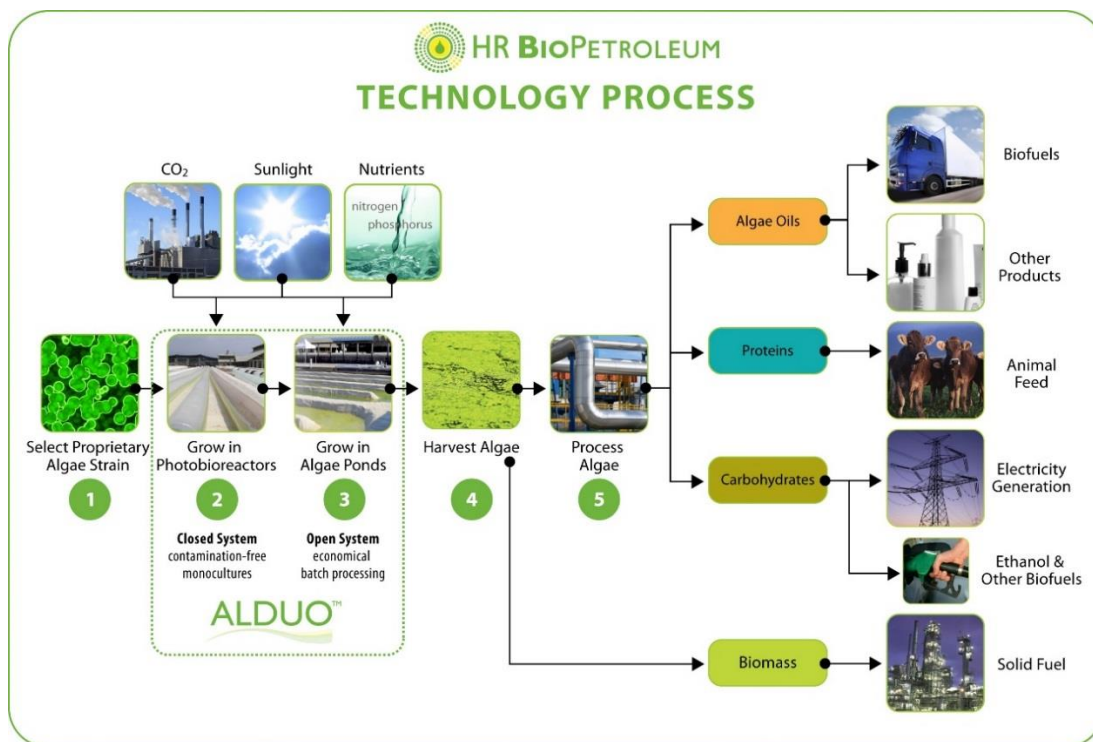 HR BIOPETROLEUM
TECHNOLOGY PROCESS
CO₂
Sunlight
Nutrients
nitrogen
phosphorus
Select Proprietary
Algae Strain
1
Grow in
Photobioreactors
2
Closed System
contamination-free
monocultures
Grow in
Algae Ponds
3
Open System
economical
batch processing
ALDUO™
Harvest Algae
4
Process
Algae
5
Algae Oils
Biofuels
Other
Products
Proteins
Animal
Feed
Carbohydrates
Electricity
Generation
Ethanol &
Other Biofuels
Biomass
Solid Fuel